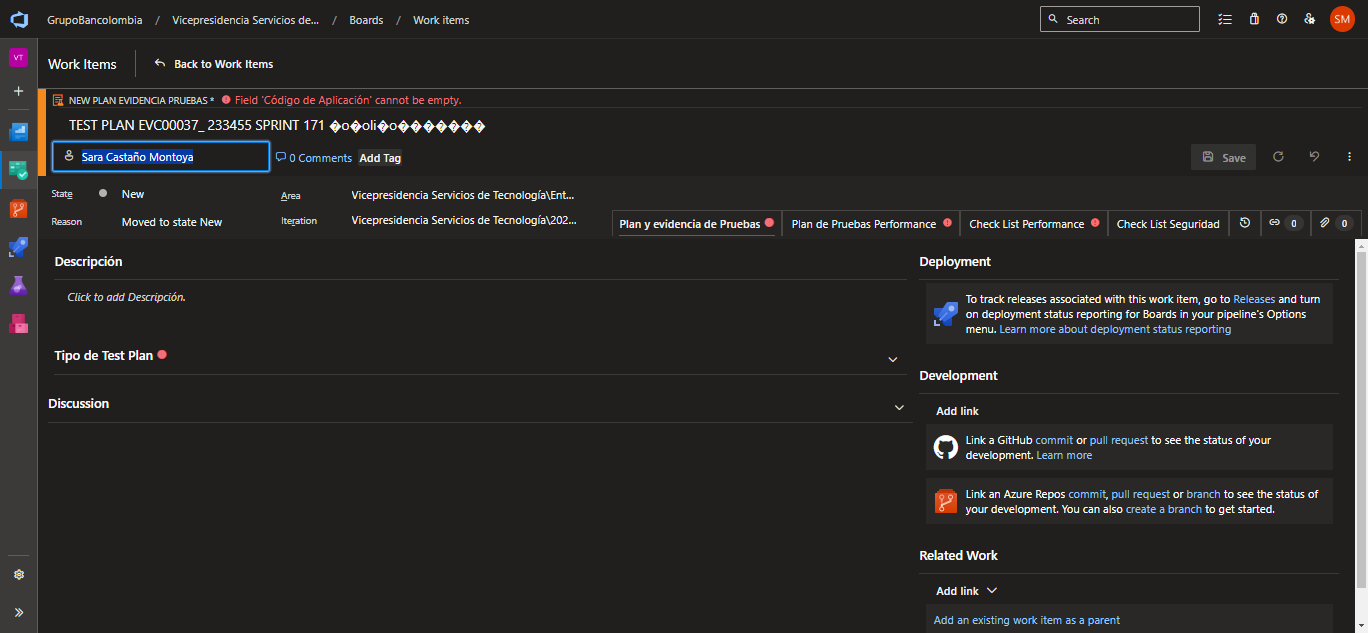 GrupoBancolombia / Vicepresidencia Servicios de... / Boards / Work items
Search
SM
VT
Work Items
Back to Work Items
NEW PLAN EVIDENCIA PRUEBAS * Field 'Código de Aplicación' cannot be empty.
TEST PLAN EVC00037_ 233455 SPRINT 171 �o�oli�o�������
Sara Castaño Montoya
0 Comments
Add Tag
Save
State
New
Area
Vicepresidencia Servicios de Tecnología\Ent...
Reason
Moved to state New
Iteration
Vicepresidencia Servicios de Tecnología\202...
Plan y evidencia de Pruebas
Plan de Pruebas Performance
Check List Performance
Check List Seguridad
0
0
Descripción
Click to add Descripción.
Tipo de Test Plan
Discussion
Deployment
To track releases associated with this work item, go to Releases and turn
on deployment status reporting for Boards in your pipeline's Options
menu. Learn more about deployment status reporting
Development
Add link
Link a GitHub commit or pull request to see the status of your
development. Learn more
Link an Azure Repos commit, pull request or branch to see the status of
your development. You can also create a branch to get started.
Related Work
Add link
Add an existing work item as a parent